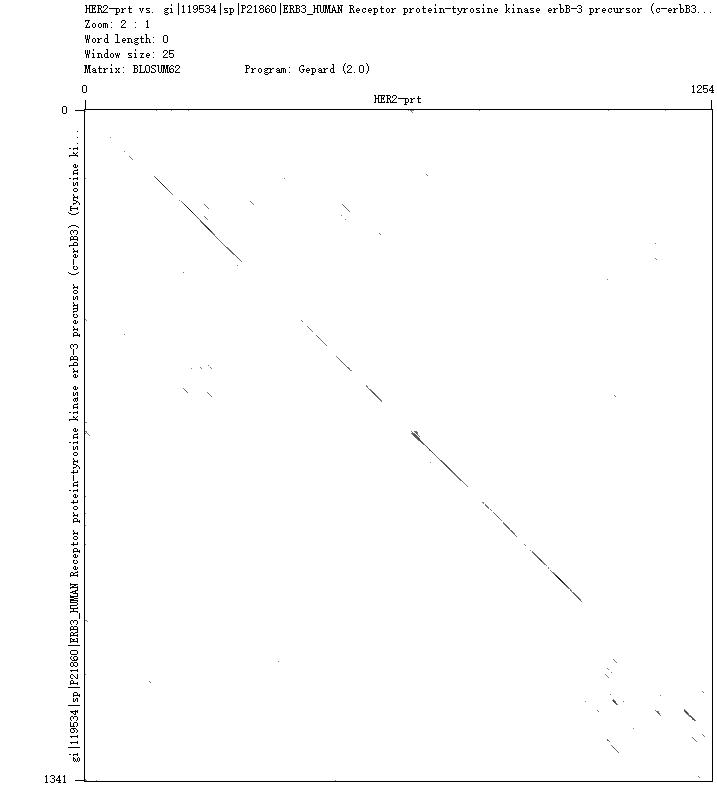 HER2-prt vs. gi|119534|sp|P21860|ERB3_HUMAN Receptor protein-tyrosine kinase erbB-3 precursor (c-erbB3...
Zoom: 2 : 1
Word length: 0
Window size: 25
Matrix: BLOSUM62 Program: Gepard (2.0)
0 1254
HER2-prt
0
gi|119534|sp|P21860|ERB3_HUMAN Receptor protein-tyrosine kinase erbB-3 precursor (c-erbB3) (Tyrosine ki...
1341